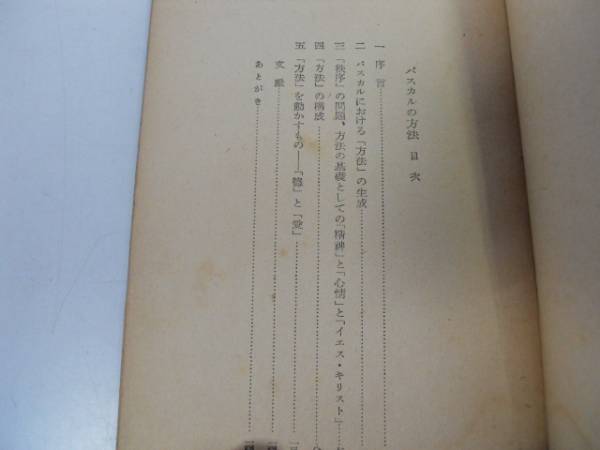 パスカルの方法 目次
一 序言
二 パスカルにおける「方法」の生成
三 「秩序」の問題、方法の基礎としての「精神」と「心情」と「イエス・キリスト」
四 「方法」の構成
五 「方法」を動かすもの――「賭」と「愛」
文献
あとがき